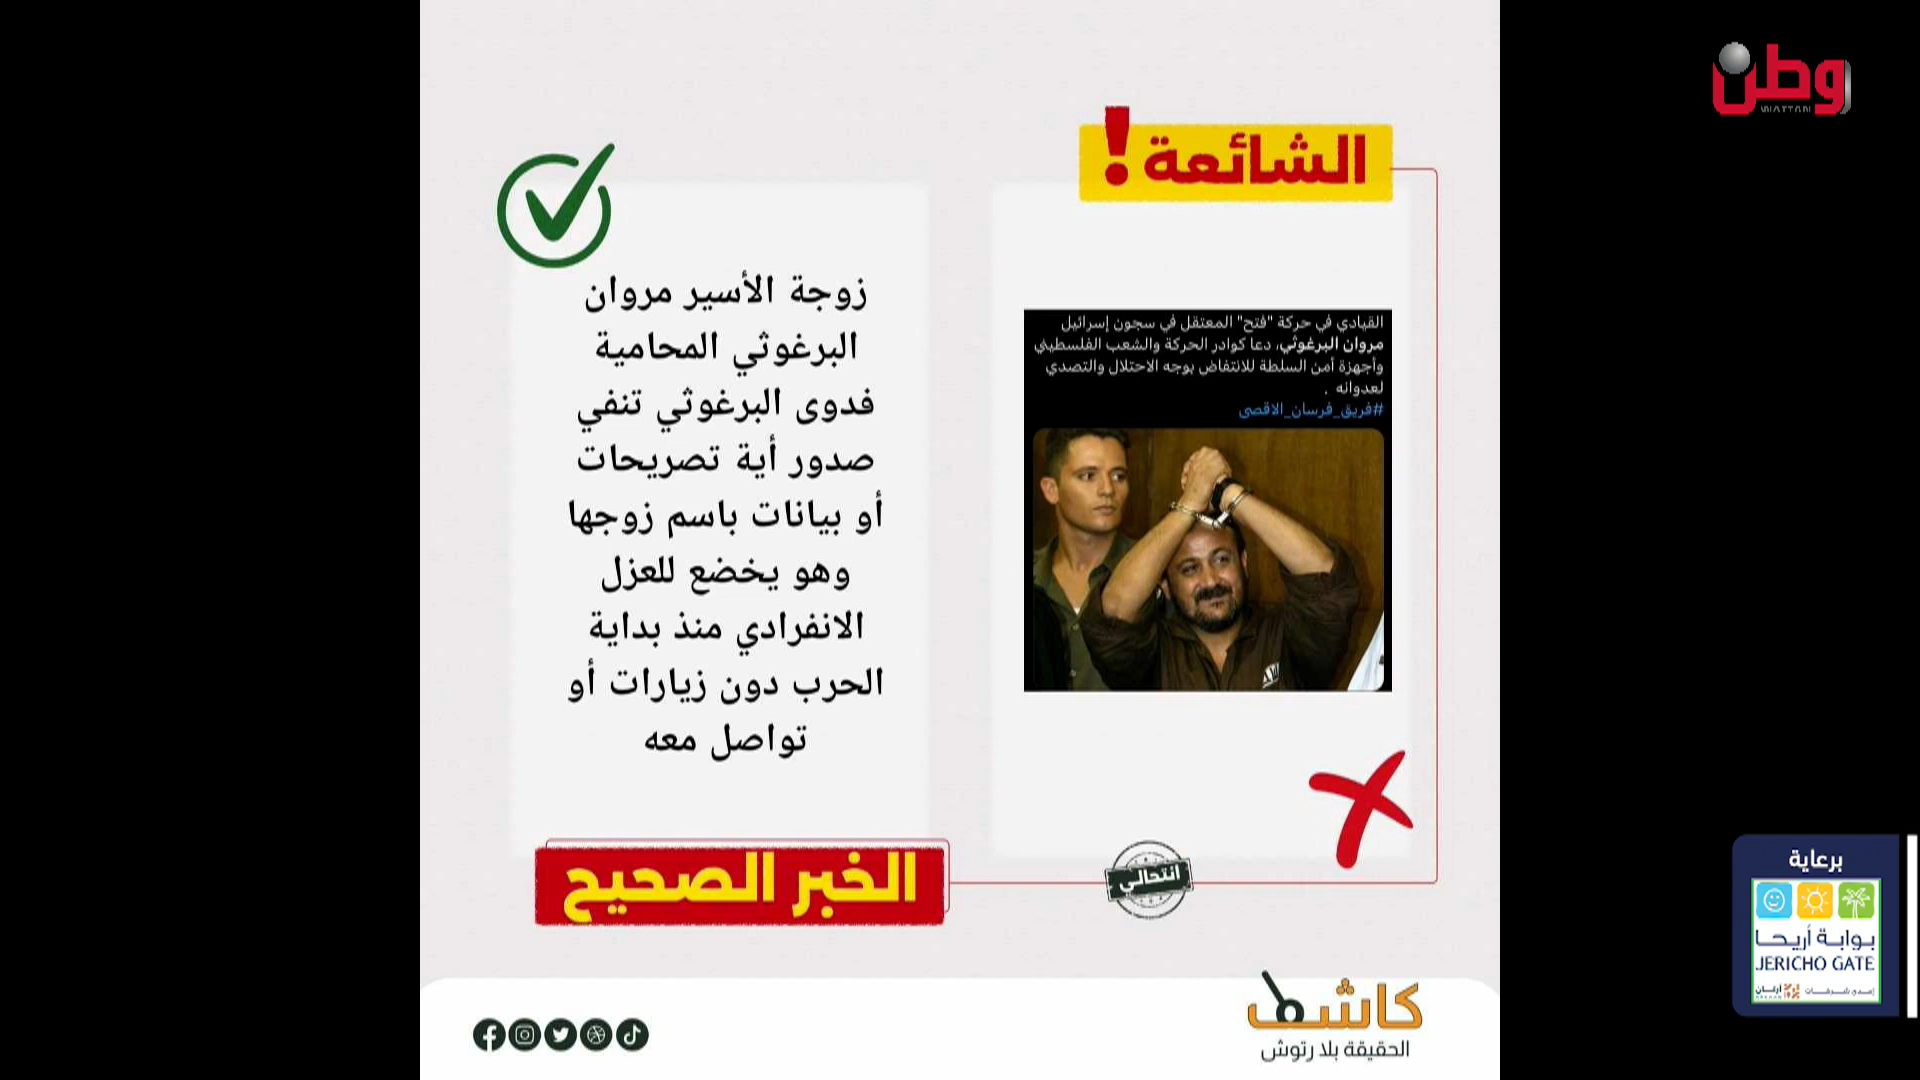 وطن
WATTAN
الشائعة!
القيادي في حركة "فتح" المعتقل في سجون إسرائيل
مروان البرغوثي، دعا كوادر الحركة والشعب الفلسطيني
وأجهزة أمن السلطة للانتفاض بوجه الاحتلال والتصدي
لعدوانه .
#فريق_فرسان_الاقصى
انتحالي
زوجة الأسير مروان
البرغوثي المحامية
فدوى البرغوثي تنفي
صدور أية تصريحات
أو بيانات باسم زوجها
وهو يخضع للعزل
الانفرادي منذ بداية
الحرب دون زيارات أو
تواصل معه
الخبر الصحيح
كاشف
الحقيقة بلا رتوش
برعاية
بوابة أريحا
JERICHO GATE
إحدى شركات